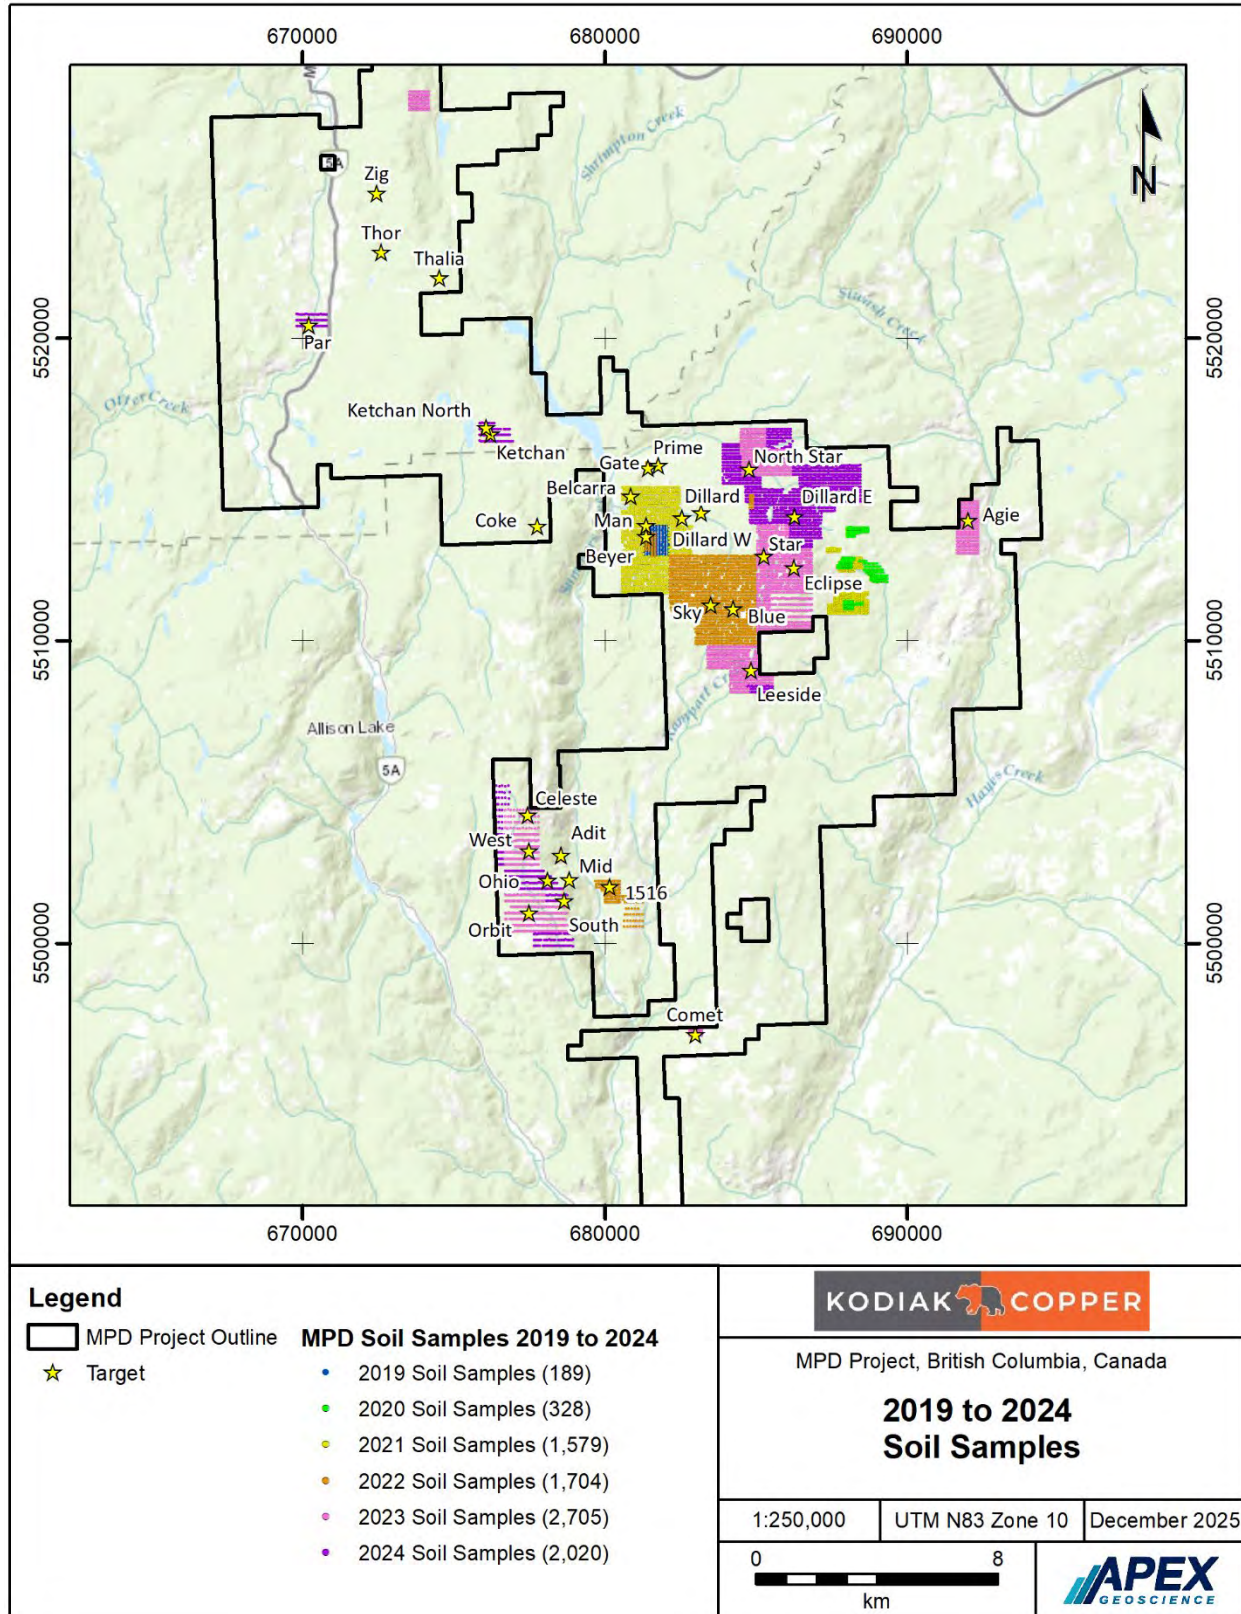 670000
680000
690000
M
5A
Zig
Thor
Thalia
Shrimpton Creek
Siwash Creek
5520000
5520000
Par
Otter Creek
Ketchan North
Ketchan
Prime
Gate
North Star
Belcarra
Dillard
Dillard E
Coke
Man
Agie
Beyer
Dillard W
Star
Eclipse
Sky
Blue
5510000
5510000
Leeside
Allison Lake
5A
Hayes Creek
Celeste
West
Adit
Mid
Ohio
1516
Orbit
South
5500000
5500000
Comet
N
670000
680000
690000
Legend
MPD Project Outline
Target
MPD Soil Samples 2019 to 2024
2019 Soil Samples (189)
2020 Soil Samples (328)
2021 Soil Samples (1,579)
2022 Soil Samples (1,704)
2023 Soil Samples (2,705)
2024 Soil Samples (2,020)
KODIAK COPPER
MPD Project, British Columbia, Canada
2019 to 2024
Soil Samples
1:250,000
UTM N83 Zone 10
December 2025
0 8
km
APEX
GEOSCIENCE